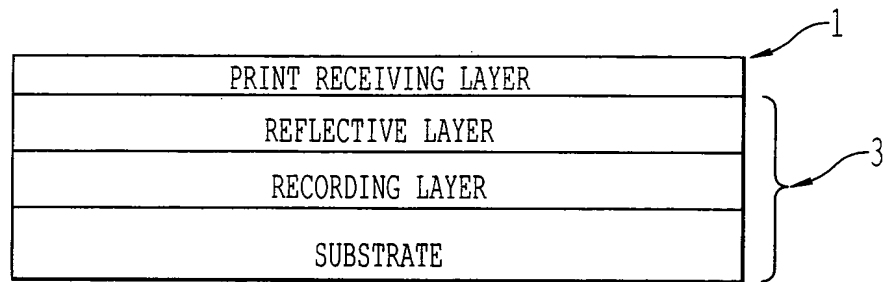 1
PRINT RECEIVING LAYER
REFLECTIVE LAYER
3
RECORDING LAYER
SUBSTRATE